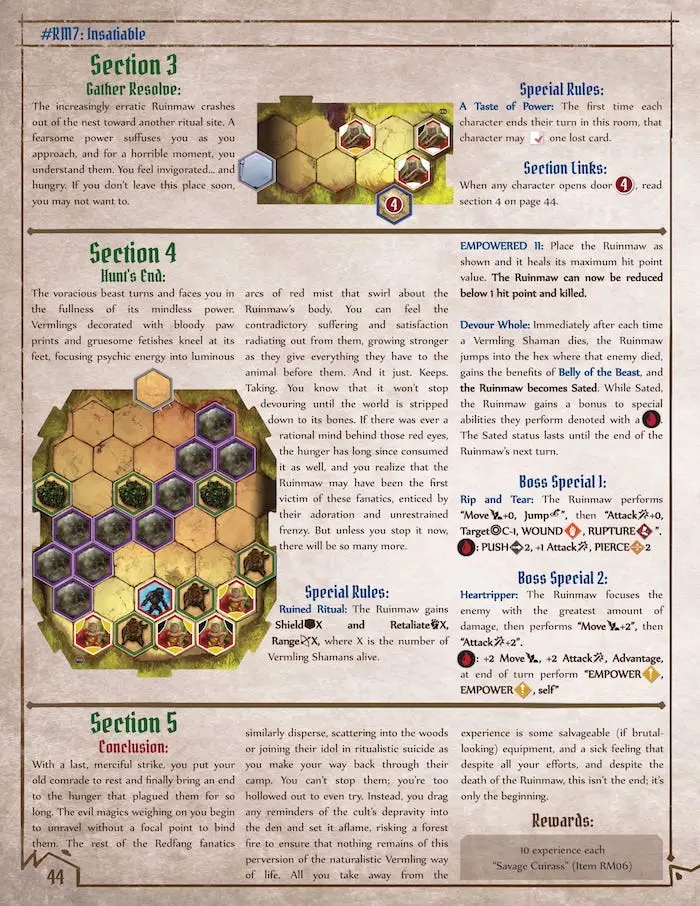 #RM7: Insatiable
Section 3
Gather Resolve:
The increasingly erratic Ruinmaw crashes
out of the nest toward another ritual site. A
fearsome power suffuses you as you
approach, and for a horrible moment, you
understand them. You feel invigorated... and
hungry. If you don't leave this place soon,
you may not want to.
4
Special Rules:
A Taste of Power: The first time each
character ends their turn in this room, that
character may one lost card.
Section Links:
When any character opens door 4, read
section 4 on page 44.
Section 4
Hunt's End:
The voracious beast turns and faces you in
the fullness of its mindless power.
Vermlings decorated with bloody paw
prints and gruesome fetishes kneel at its
feet, focusing psychic energy into luminous
arcs of red mist that swirl about the
Ruinmaw's body. You can feel the
contradictory suffering and satisfaction
radiating out from them, growing stronger
as they give everything they have to the
animal before them. And it just. Keeps.
Taking. You know that it won't stop
devouring until the world is stripped
down to its bones. If there was ever a
rational mind behind those red eyes,
the hunger has long since consumed
it as well, and you realize that the
Ruinmaw may have been the first
victim of these fanatics, enticed by
their adoration and unrestrained
frenzy. But unless you stop it now,
there will be so many more.
Special Rules:
Ruined Ritual: The Ruinmaw gains
Shield X and Retaliate X,
Range X, where X is the number of
Vermling Shamans alive.
EMPOWERED 11: Place the Ruinmaw as
shown and it heals its maximum hit point
value. The Ruinmaw can now be reduced
below 1 hit point and killed.
Devour Whole: Immediately after each time
a Vermling Shaman dies, the Ruinmaw
jumps into the hex where that enemy died,
gains the benefits of Belly of the Beast, and
the Ruinmaw becomes Sated. While Sated,
the Ruinmaw gains a bonus to special
abilities they perform denoted with a .
The Sated status lasts until the end of the
Ruinmaw's next turn.
Boss Special 1:
Rip and Tear: The Ruinmaw performs
"Move +0, Jump ", then "Attack +0,
Target C-1, WOUND , RUPTURE ".
: PUSH 2, +1 Attack , PIERCE 2
Boss Special 2:
Heartripper: The Ruinmaw focuses the
enemy with the greatest amount of
damage, then performs "Move +2", then
"Attack +2".
: +2 Move , +2 Attack , Advantage,
at end of turn perform "EMPOWER ,
EMPOWER , self"
Section 5
Conclusion:
With a last, merciful strike, you put your
old comrade to rest and finally bring an end
to the hunger that plagued them for so
long. The evil magics weighing on you begin
to unravel without a focal point to bind
them. The rest of the Redfang fanatics
similarly disperse, scattering into the woods
or joining their idol in ritualistic suicide as
you make your way back through their
camp. You can't stop them; you're too
hollowed out to even try. Instead, you drag
any reminders of the cult's depravity into
the den and set it aflame, risking a forest
fire to ensure that nothing remains of this
perversion of the naturalistic Vermling way
of life. All you take away from the
experience is some salvageable (if brutal-
looking) equipment, and a sick feeling that
despite all your efforts, and despite the
death of the Ruinmaw, this isn't the end; it's
only the beginning.
Rewards:
10 experience each
"Savage Cuirass" (Item RM06)
44